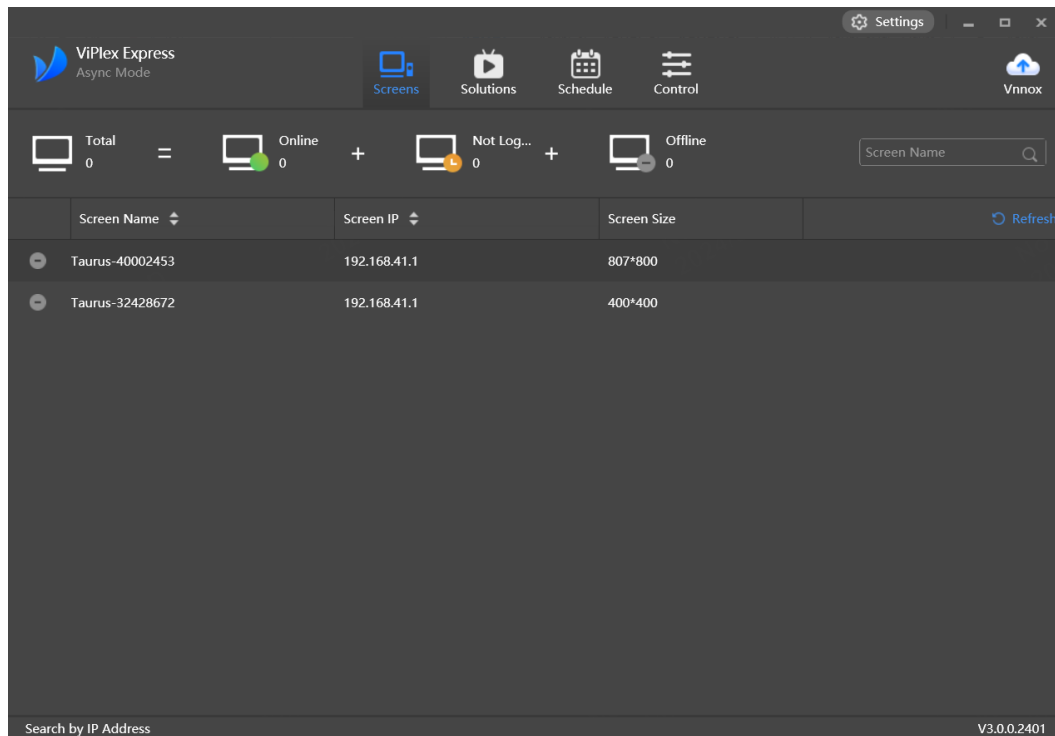 Settings
ViPlex Express
Async Mode
Screens
Solutions
Schedule
Control
Vnnox
Total
0
=
Online
0
+
Not Log...
0
+
Offline
0
Screen Name
Screen Name
Screen IP
Screen Size
Refresh
Taurus-40002453 192.168.41.1 807*800
Taurus-32428672 192.168.41.1 400*400
Search by IP Address
V3.0.0.2401